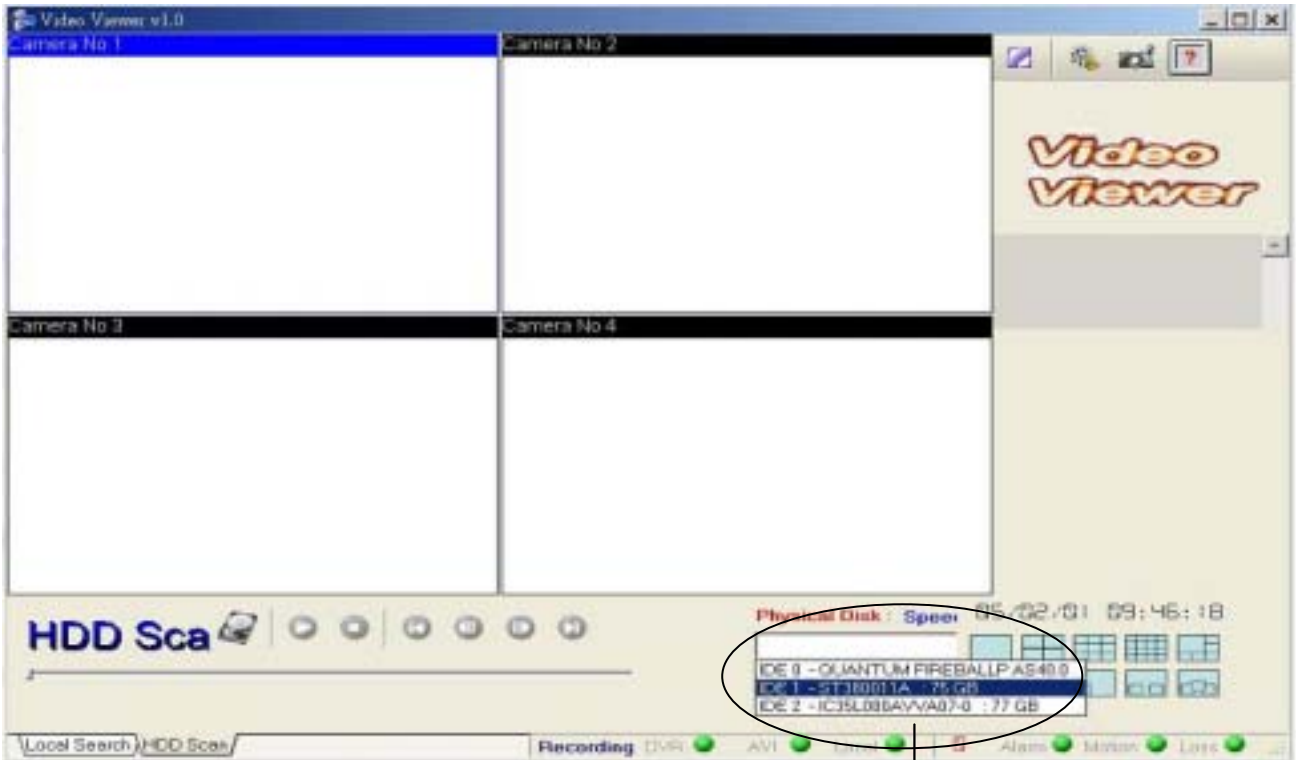 Video Viewer v1.0
Camera No 1
Camera No 2
?
Video
Viewer
Camera No 3
Camera No 4
HDD Sca
Physical Disk : Speed
05/02/01 09:46:18
IDE 0 - QUANTUM FIREBALLP AS40.0
IDE 1 - ST380011A : 75 GB
IDE 2 - IC35L080AVVA07-0 : 77 GB
Local Search
HDD Scan
Recording
DVR
AVI
Alarm
Motion
Loss